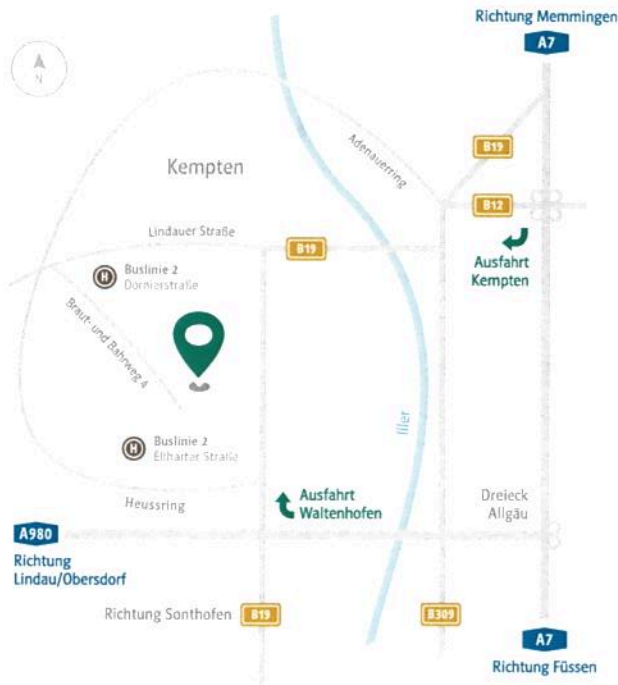 Richtung Memmingen
A7
N
Adenauerring
B19
Kempten
B12
Lindauer Straße
B19
Ausfahrt
Kempten
Buslinie 2
Dornierstraße
H
Braut- und Bahrweg 4
Iller
Buslinie 2
Ellharter Straße
H
Heussring
Ausfahrt
Waltenhofen
Dreieck
Allgäu
A980
Richtung
Lindau/Obersdorf
Richtung Sonthofen
B19
B309
A7
Richtung Füssen